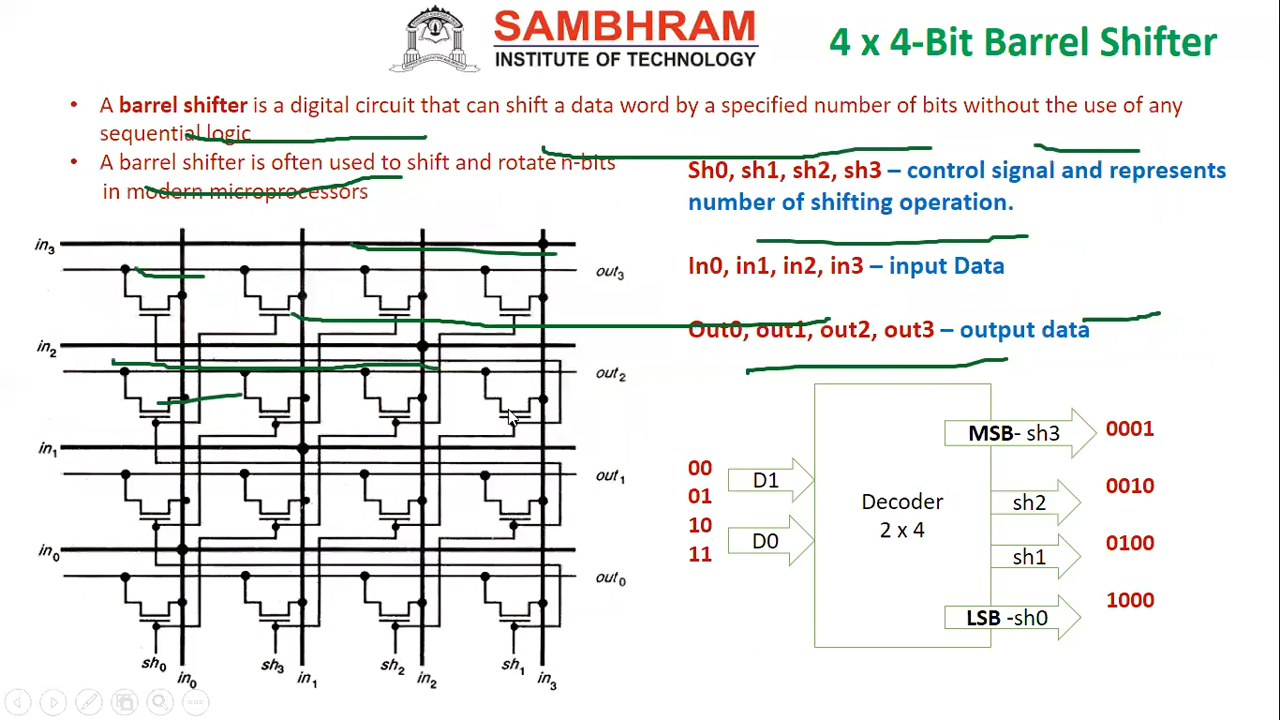 SAMBHRAM
INSTITUTE OF TECHNOLOGY
4 x 4-Bit Barrel Shifter
• A barrel shifter is a digital circuit that can shift a data word by a specified number of bits without the use of any
sequential logic
• A barrel shifter is often used to shift and rotate n-bits
in modern microprocessors
Sh0, sh1, sh2, sh3 – control signal and represents
number of shifting operation.
In0, in1, in2, in3 – input Data
Out0, out1, out2, out3 – output data
in3
out3
in2
out2
in1
out1
in0
out0
sh0 sh3 sh2 sh1
in0 in1 in2 in3
00
01
10
11
D1
D0
Decoder
2 x 4
MSB- sh3
sh2
sh1
LSB -sh0
0001
0010
0100
1000